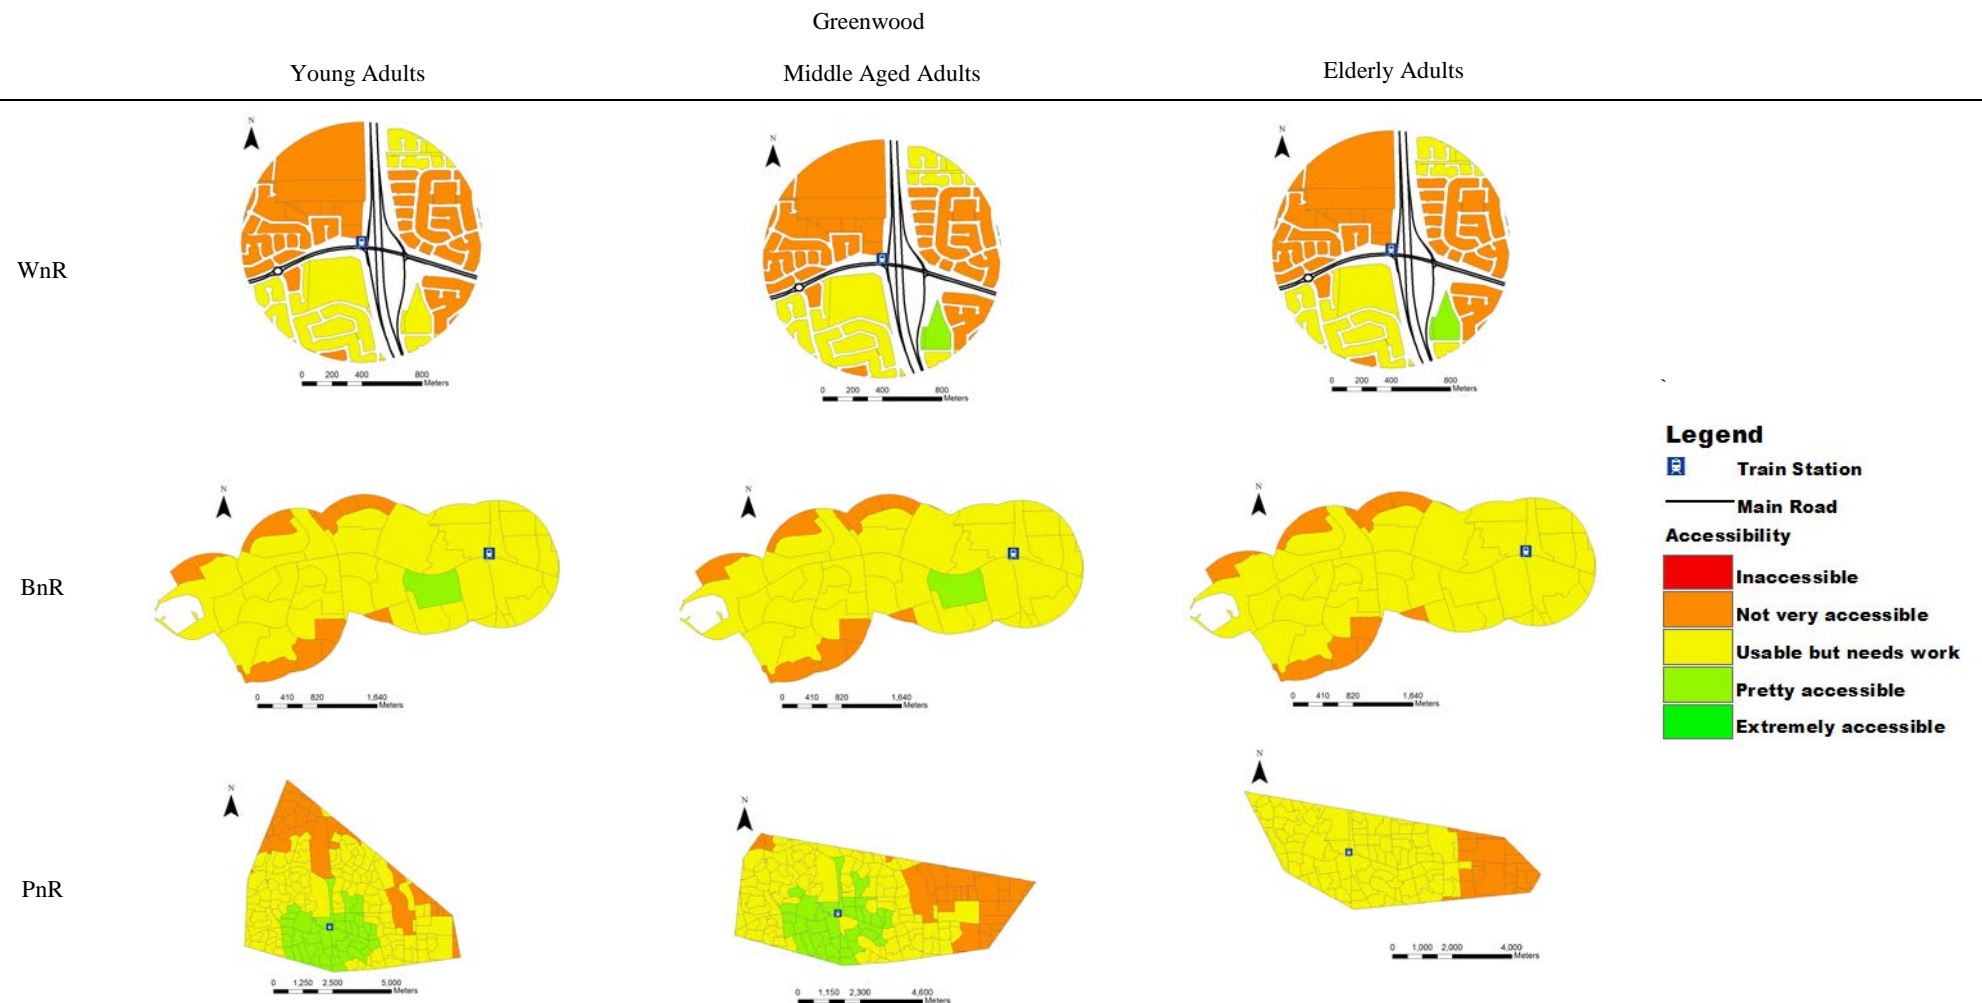 Greenwood
Young Adults
Middle Aged Adults
Elderly Adults
WnR
N
0 200 400 800
Meters
N
0 200 400 800
Meters
N
0 200 400 800
Meters
`
Legend
Train Station
Main Road
Accessibility
Inaccessible
Not very accessible
Usable but needs work
Pretty accessible
Extremely accessible
BnR
N
0 410 820 1,640
Meters
N
0 410 820 1,640
Meters
N
0 410 820 1,640
Meters
PnR
N
0 1,250 2,500 5,000
Meters
N
0 1,150 2,300 4,600
Meters
N
0 1,000 2,000 4,000
Meters